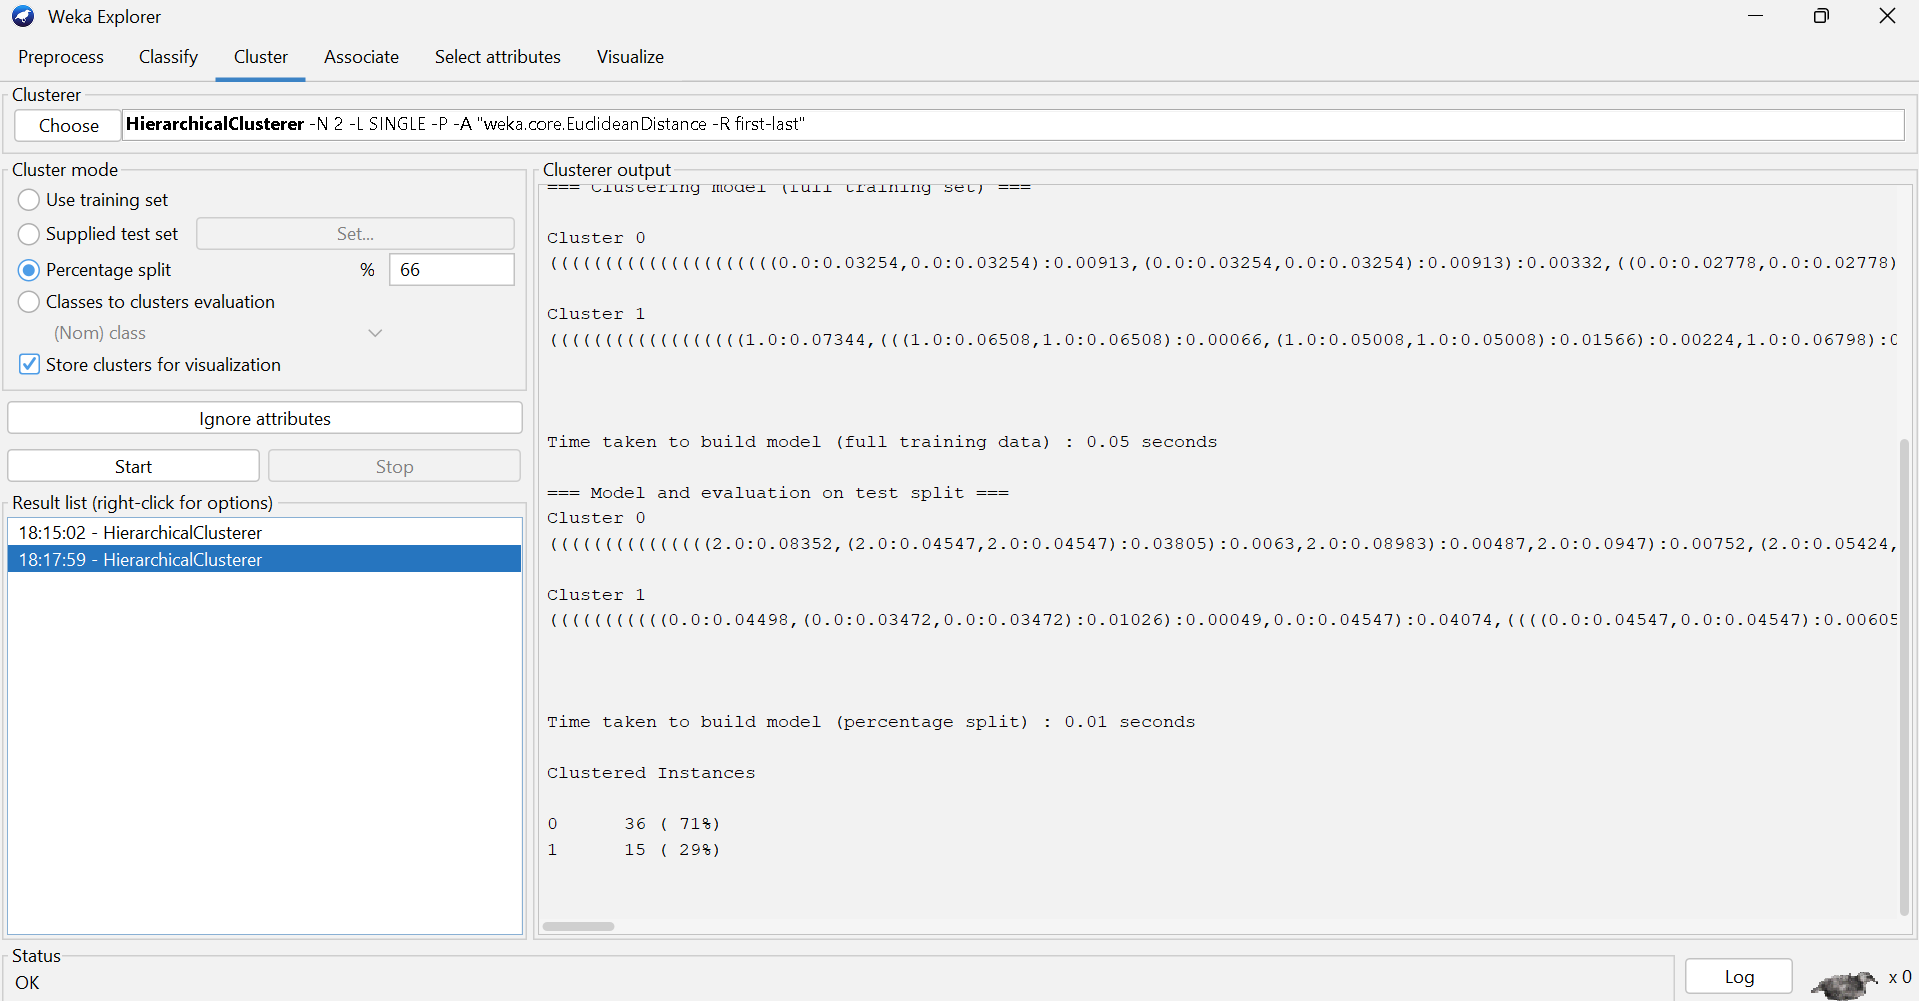 Weka Explorer
Preprocess Classify Cluster Associate Select attributes Visualize
Clusterer
Choose HierarchicalClusterer -N 2 -L SINGLE -P -A "weka.core.EuclideanDistance -R first-last"
Cluster mode
Use training set
Supplied test set Set...
Percentage split % 66
Classes to clusters evaluation
(Nom) class
Store clusters for visualization
Ignore attributes
Start Stop
Result list (right-click for options)
18:15:02 - HierarchicalClusterer
18:17:59 - HierarchicalClusterer
Clusterer output
=== Clustering model (full training set) ===
Cluster 0
(((((((((((((((((((((0.0:0.03254,0.0:0.03254):0.00913,(0.0:0.03254,0.0:0.03254):0.00913):0.00332,((0.0:0.02778,0.0:0.02778)
Cluster 1
((((((((((((((((((1.0:0.07344,(((1.0:0.06508,1.0:0.06508):0.00066,(1.0:0.05008,1.0:0.05008):0.01566):0.00224,1.0:0.06798):0
Time taken to build model (full training data) : 0.05 seconds
=== Model and evaluation on test split ===
Cluster 0
(((((((((((((((2.0:0.08352,(2.0:0.04547,2.0:0.04547):0.03805):0.0063,2.0:0.08983):0.00487,2.0:0.0947):0.00752,(2.0:0.05424,
Cluster 1
(((((((((((0.0:0.04498,(0.0:0.03472,0.0:0.03472):0.01026):0.00049,0.0:0.04547):0.04074,((((0.0:0.04547,0.0:0.04547):0.00605
Time taken to build model (percentage split) : 0.01 seconds
Clustered Instances
0 36 ( 71%)
1 15 ( 29%)
Status
OK
Log x 0